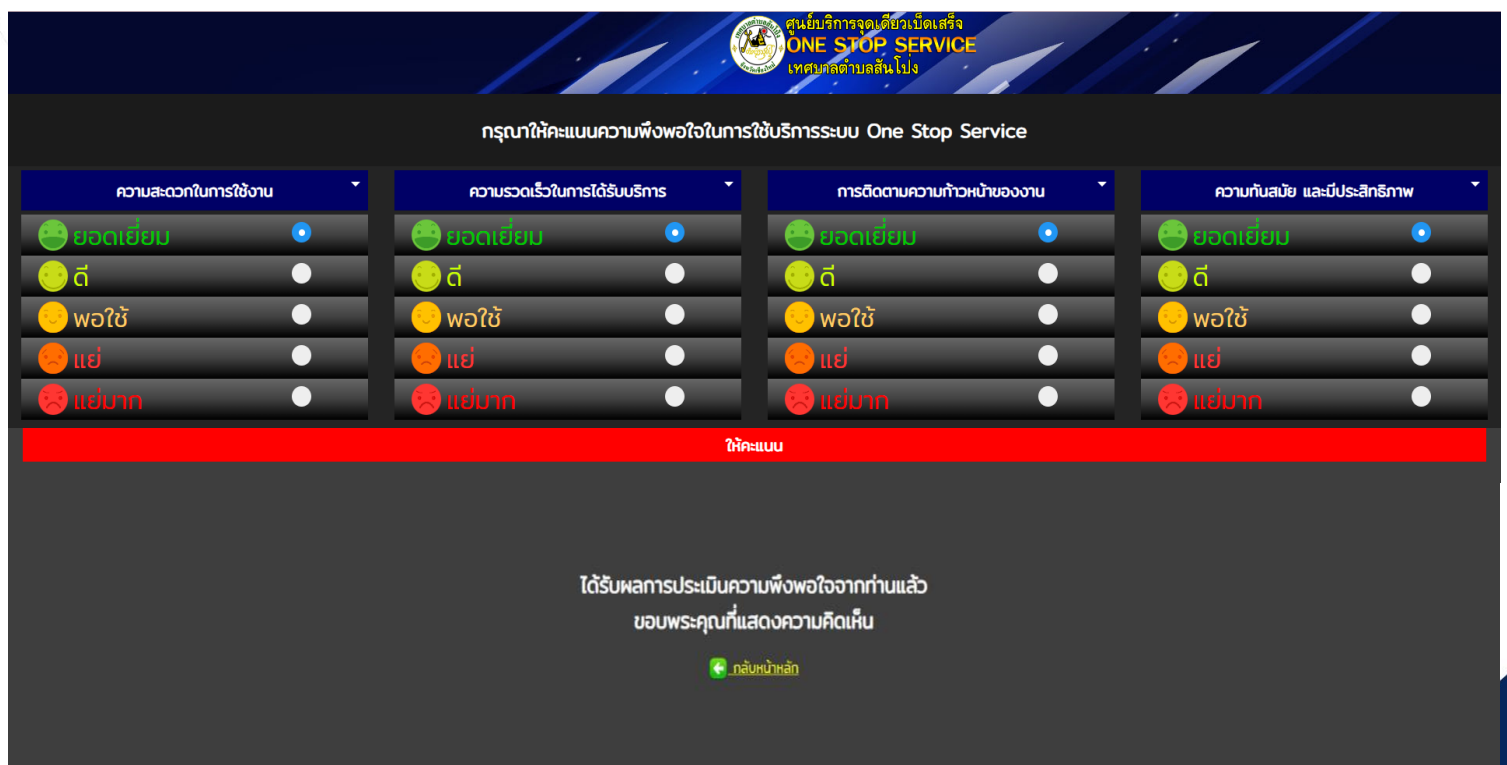 ศูนย์บริการจุดเดียวเบ็ดเสร็จ
ONE STOP SERVICE
เทศบาลตำบลสันโป่ง
กรุณาให้คะแนนความพึงพอใจในการใช้บริการระบบ One Stop Service
ความสะดวกในการใช้งาน
ยอดเยี่ยม
ดี
พอใช้
แย่
แย่มาก
ความรวดเร็วในการได้รับบริการ
ยอดเยี่ยม
ดี
พอใช้
แย่
แย่มาก
การติดตามความก้าวหน้าของงาน
ยอดเยี่ยม
ดี
พอใช้
แย่
แย่มาก
ความทันสมัย และมีประสิทธิภาพ
ยอดเยี่ยม
ดี
พอใช้
แย่
แย่มาก
ให้คะแนน
ได้รับผลการประเมินความพึงพอใจจากท่านแล้ว
ขอบพระคุณที่แสดงความคิดเห็น
กลับหน้าหลัก